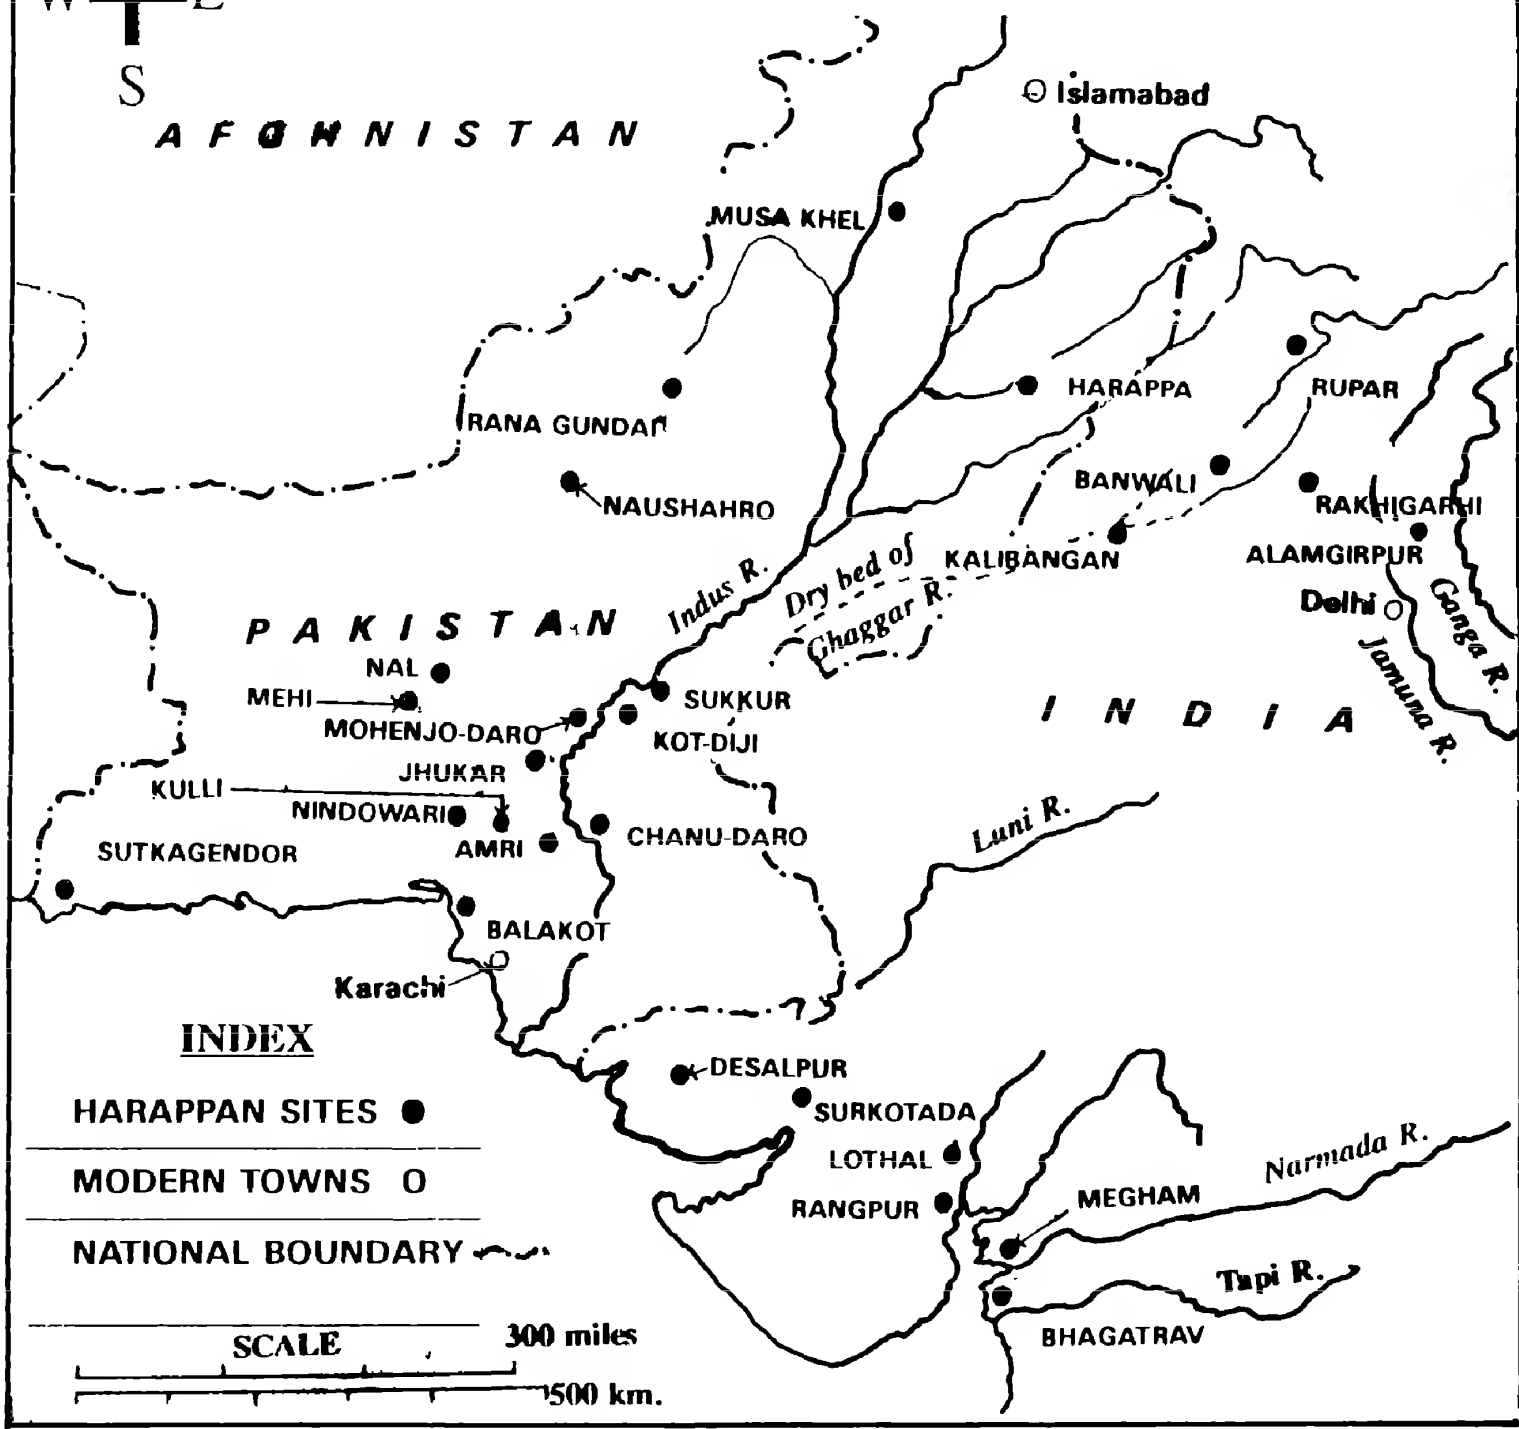 W E
S
Islamabad
AFGHNISTAN
MUSA KHEL
HARAPPA
RUPAR
RANA GUNDAI
BANWALI
NAUSHAHRO
RAKHIGARHI
KALIBANGAN
ALAMGIRPUR
Indus R.
Dry bed of
Ghaggar R.
Delhi
Ganga R.
Jamuna R.
PAKISTAN
NAL
MEHI
SUKKUR
INDIA
MOHENJO-DARO
KOT-DIJI
JHUKAR
KULLI
NINDOWARI
AMRI
CHANU-DARO
Luni R.
SUTKAGENDOR
BALAKOT
Karachi
INDEX
HARAPPAN SITES
MODERN TOWNS
NATIONAL BOUNDARY
DESALPUR
SURKOTADA
LOTHAL
RANGPUR
MEGHAM
Narmada R.
Tapi R.
BHAGATRAV
SCALE
300 miles
500 km.